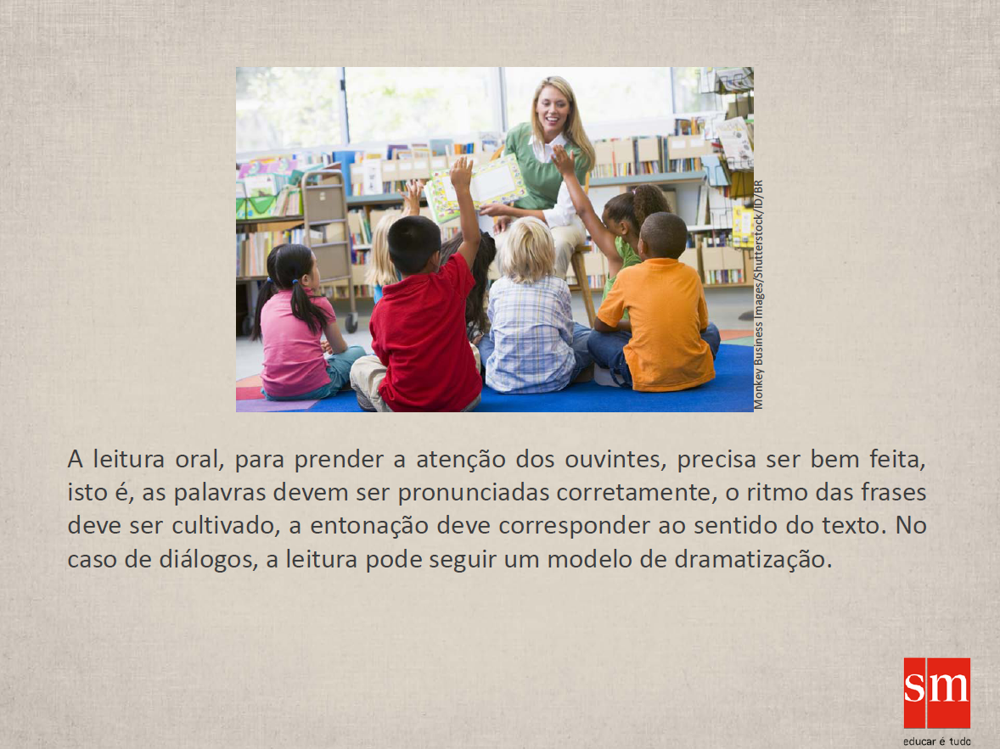 Monkey Business Images/Shutterstock/ID/BR
A leitura oral, para prender a atenção dos ouvintes, precisa ser bem feita,
isto é, as palavras devem ser pronunciadas corretamente, o ritmo das frases
deve ser cultivado, a entonação deve corresponder ao sentido do texto. No
caso de diálogos, a leitura pode seguir um modelo de dramatização.
sm
educar é tudo